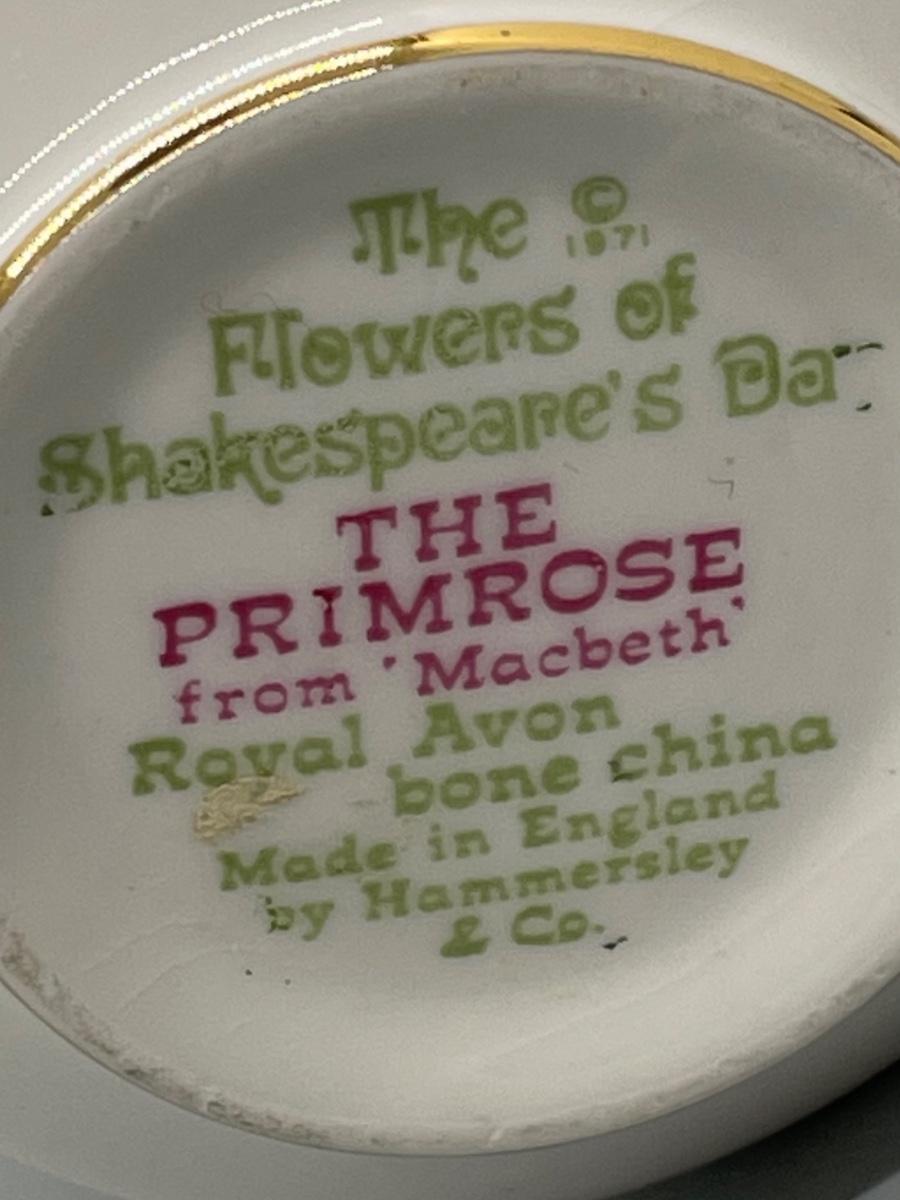 The ©
1971
Flowers of
Shakespeare's Da
THE
PRIMROSE
from 'Macbeth'
Royal Avon
bone china
Made in England
by Hammersley
& Co.